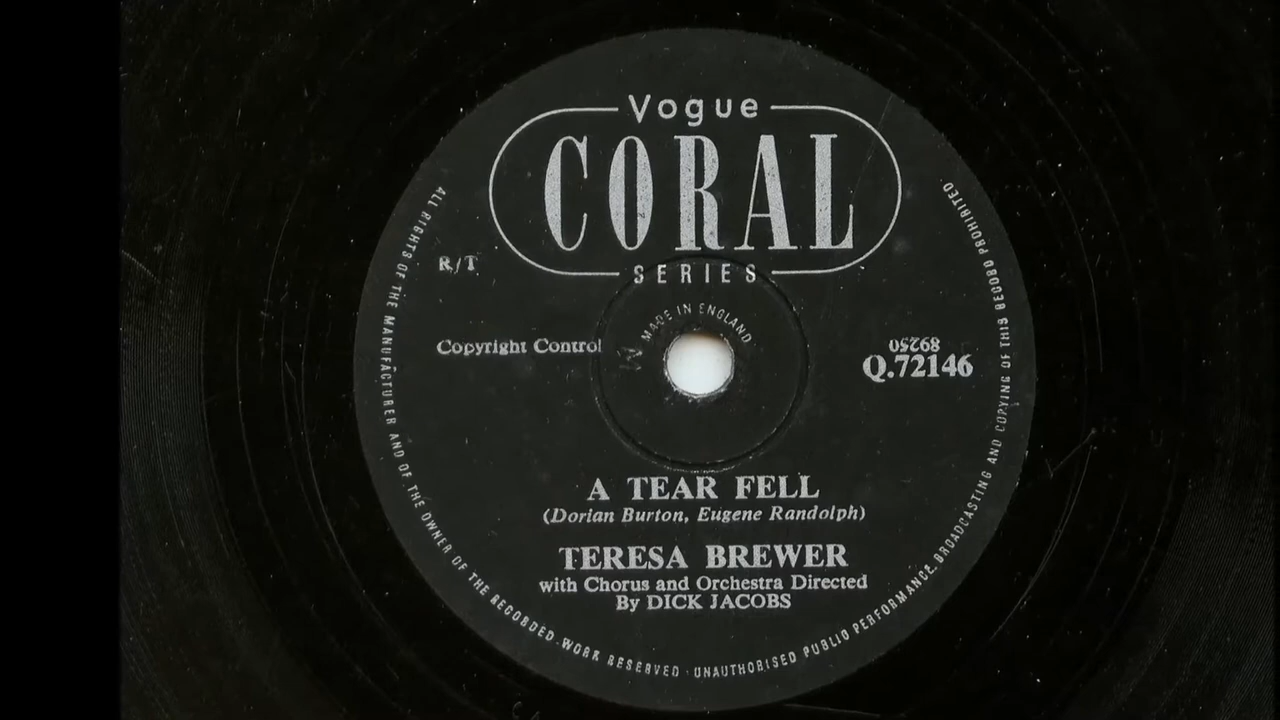 Vogue
CORAL
SERIES
R/T
MADE IN ENGLAND
Copyright Control
89250
Q.72146
A TEAR FELL
(Dorian Burton, Eugene Randolph)
TERESA BREWER
with Chorus and Orchestra Directed
By DICK JACOBS
ALL RIGHTS OF THE MANUFACTURER AND OF THE OWNER OF THE RECORDED WORK RESERVED · UNAUTHORISED PUBLIC PERFORMANCE, BROADCASTING AND COPYING OF THIS RECORD PROHIBITED